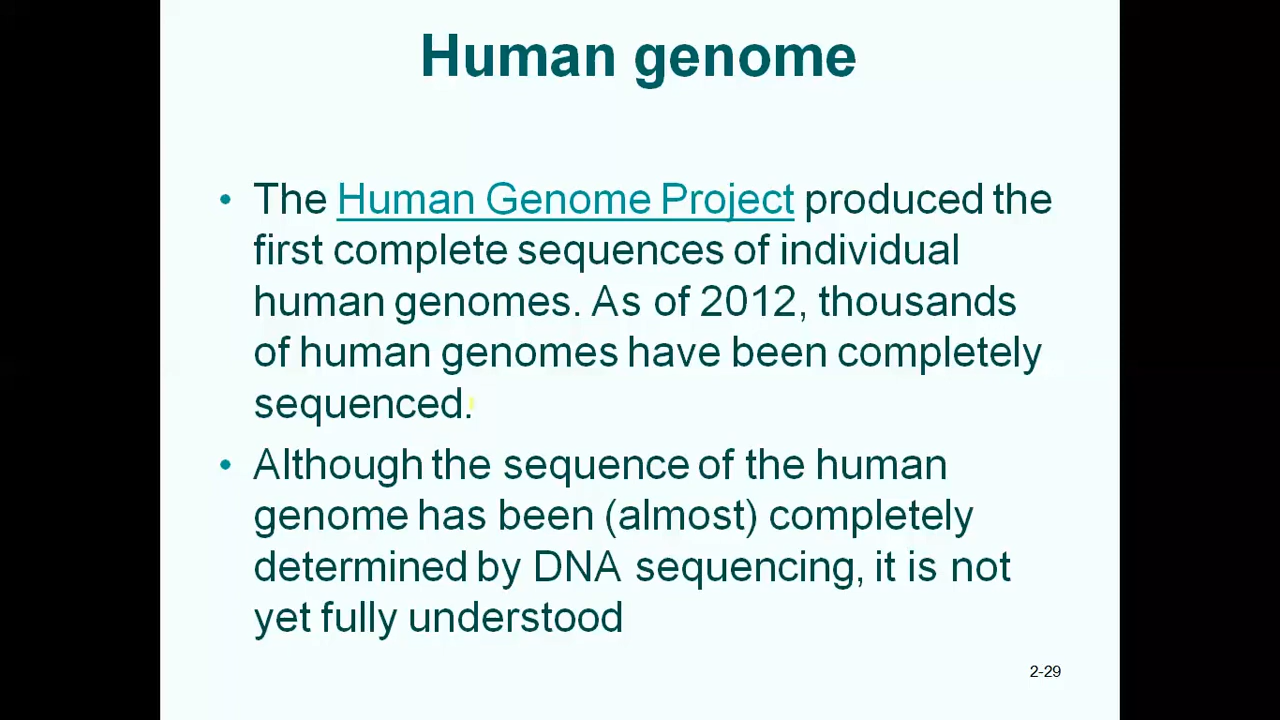 Human genome
• The Human Genome Project produced the
first complete sequences of individual
human genomes. As of 2012, thousands
of human genomes have been completely
sequenced.
• Although the sequence of the human
genome has been (almost) completely
determined by DNA sequencing, it is not
yet fully understood
2-29